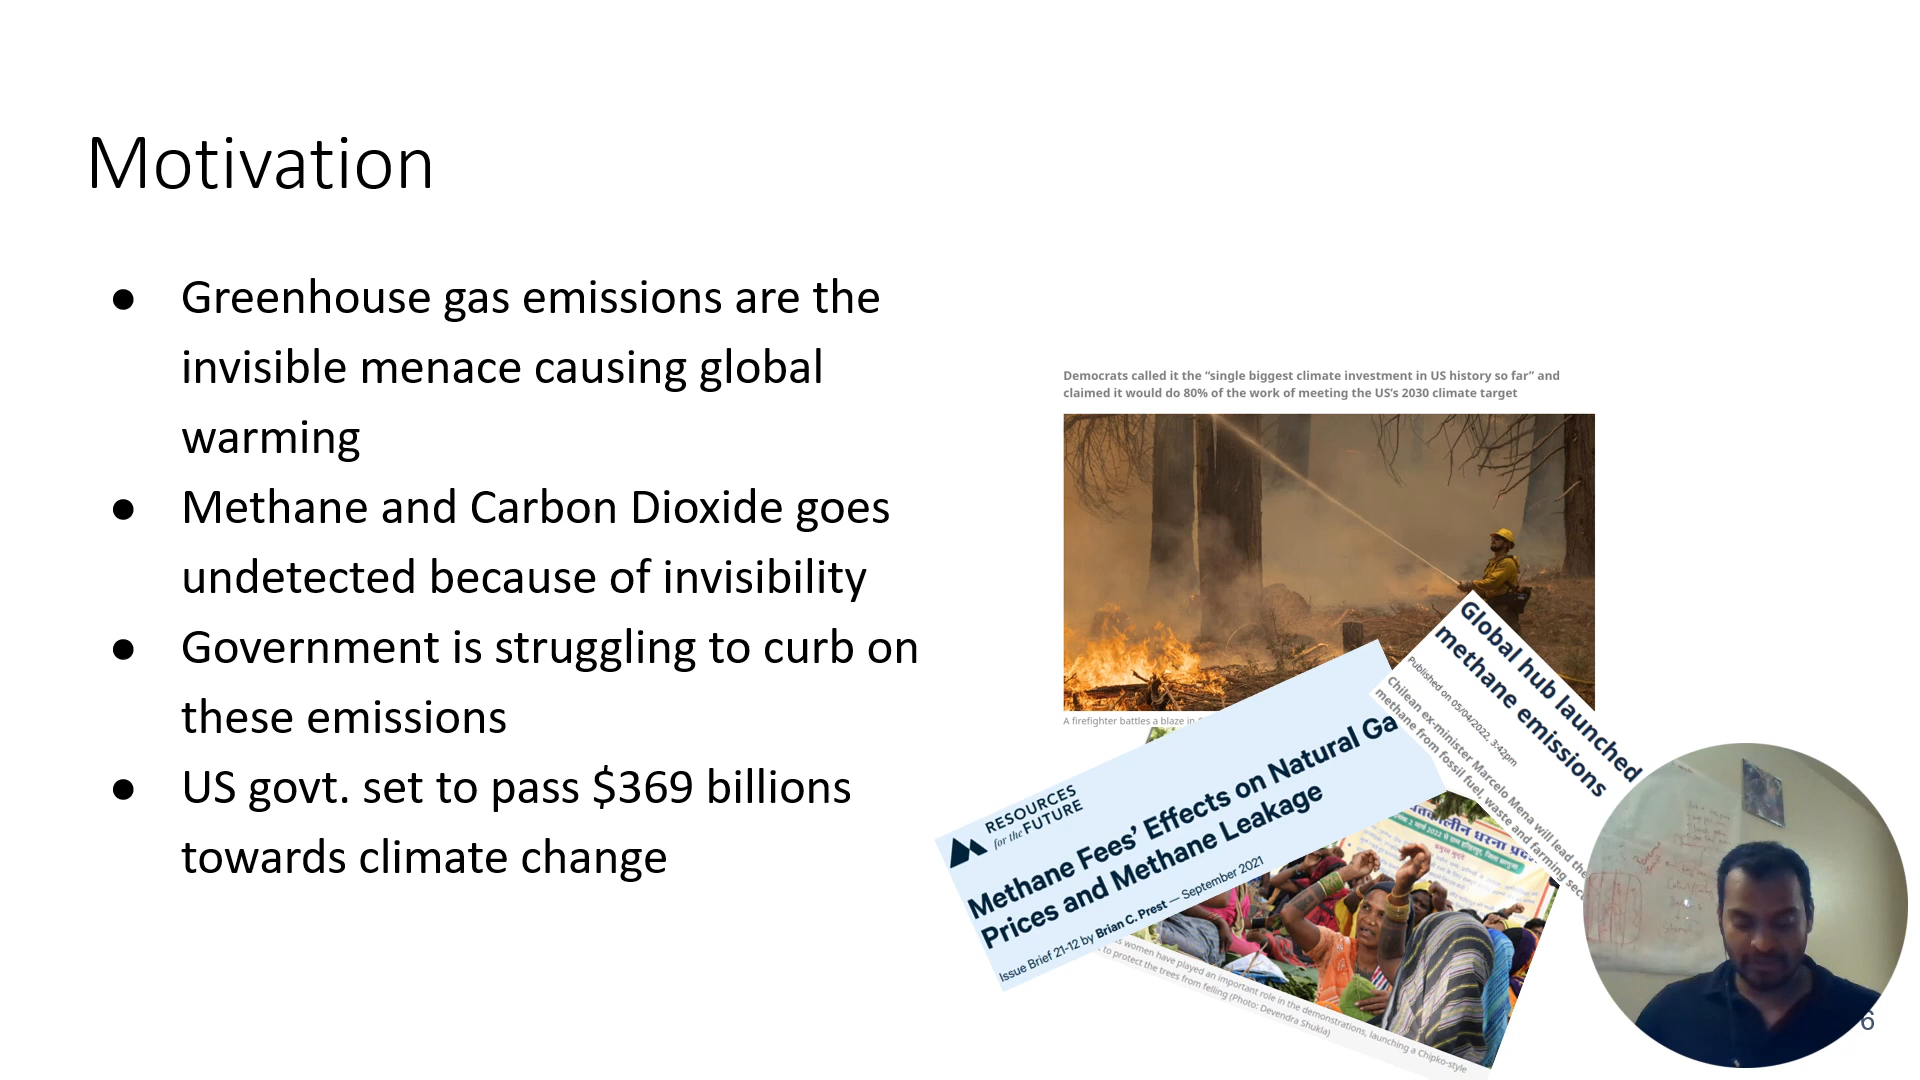 Motivation
● Greenhouse gas emissions are the
invisible menace causing global
warming
● Methane and Carbon Dioxide goes
undetected because of invisibility
● Government is struggling to curb on
these emissions
● US govt. set to pass $369 billions
towards climate change
Democrats called it the “single biggest climate investment in US history so far” and
claimed it would do 80% of the work of meeting the US’s 2030 climate target
A firefighter battles a blaze in
Global hub launched
methane emissions
Published on 05/04/2022, 3:42pm
Chilean ex-minister Marcelo Mena will lead the
methane from fossil fuel, waste and farming
RESOURCES
for the FUTURE
Methane Fees’ Effects on Natural Ga
Prices and Methane Leakage
Issue Brief 21-12 by Brian C. Prest — September 2021
धरना
women have played an important role in the demonstrations, launching a Chipko-style
to protect the trees from felling (Photo: Devendra Shukla)
6